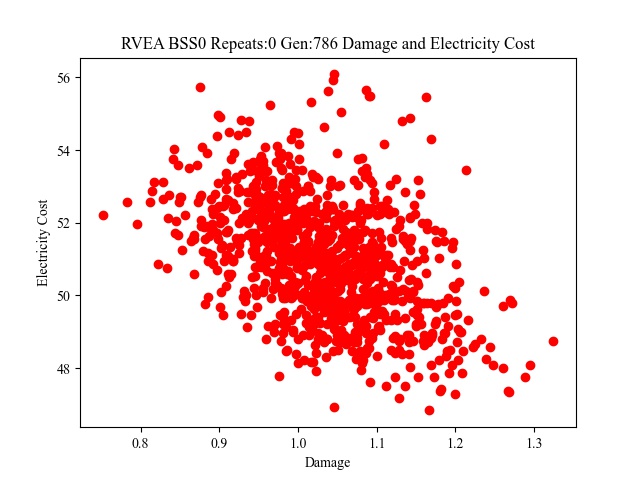 RVEA BSS0 Repeats:0 Gen:786 Damage and Electricity Cost
56
54
52
50
48
Electricity Cost
0.8 0.9 1.0 1.1 1.2 1.3
Damage